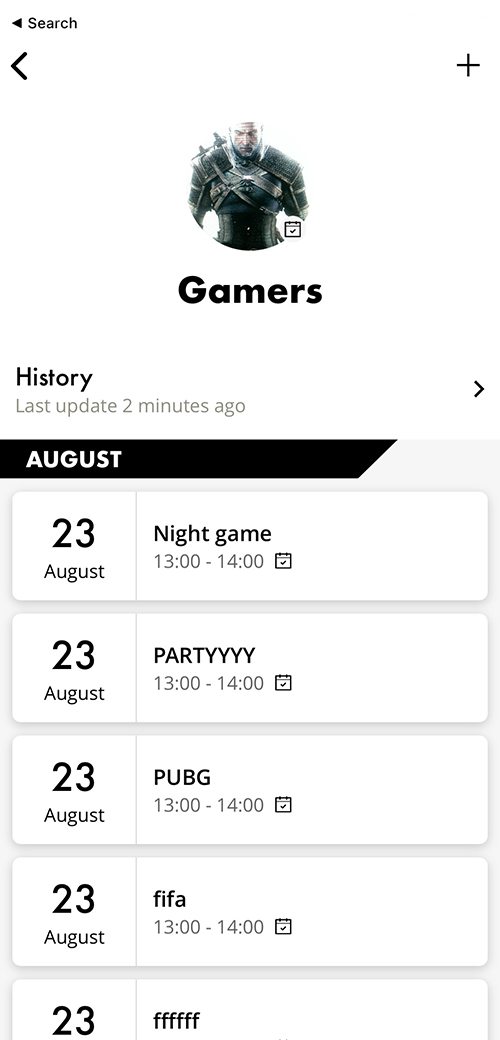 Search
Gamers
History
Last update 2 minutes ago
AUGUST
23
August
Night game
13:00 - 14:00
23
August
PARTYYYY
13:00 - 14:00
23
August
PUBG
13:00 - 14:00
23
August
fifa
13:00 - 14:00
23
ffffff